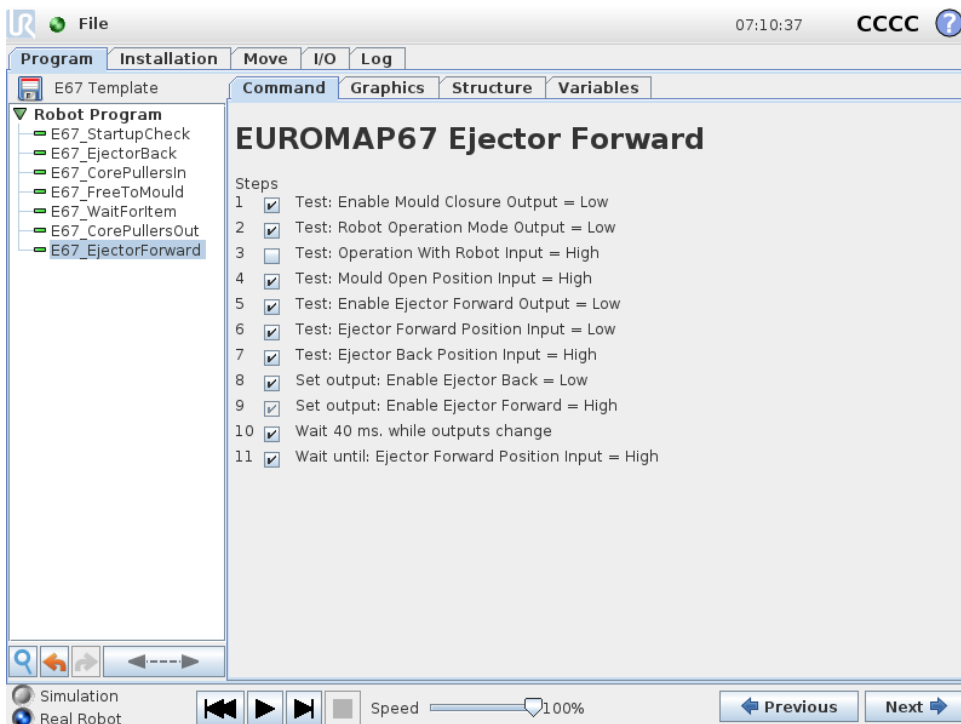 UR File 07:10:37 CCCC ?
Program Installation Move I/O Log
E67 Template Command Graphics Structure Variables
Robot Program
E67_StartupCheck
E67_EjectorBack
E67_CorePullersIn
E67_FreeToMould
E67_WaitForItem
E67_CorePullersOut
E67_EjectorForward
EUROMAP67 Ejector Forward
Steps
1 Test: Enable Mould Closure Output = Low
2 Test: Robot Operation Mode Output = Low
3 Test: Operation With Robot Input = High
4 Test: Mould Open Position Input = High
5 Test: Enable Ejector Forward Output = Low
6 Test: Ejector Forward Position Input = Low
7 Test: Ejector Back Position Input = High
8 Set output: Enable Ejector Back = Low
9 Set output: Enable Ejector Forward = High
10 Wait 40 ms. while outputs change
11 Wait until: Ejector Forward Position Input = High
Simulation
Real Robot
Speed 100%
Previous Next